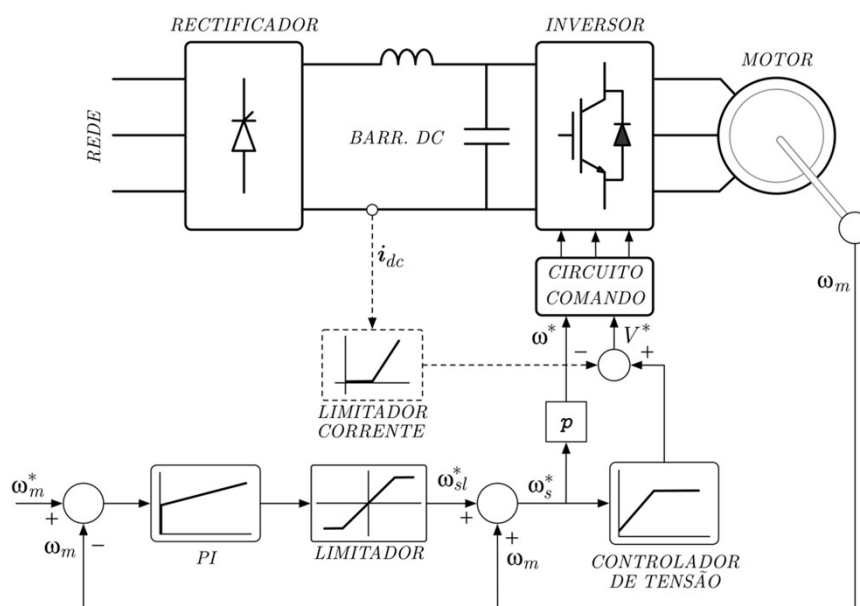 RECTIFICADOR
INVERSOR
MOTOR
REDE
BARR. DC
i_dc
CIRCUITO
COMANDO
ω_m
ω*
V*
−
+
LIMITADOR
CORRENTE
p
ω*_m
+
ω_m
−
PI
LIMITADOR
ω*_sl
+
+
ω_m
ω*_s
CONTROLADOR
DE TENSÃO